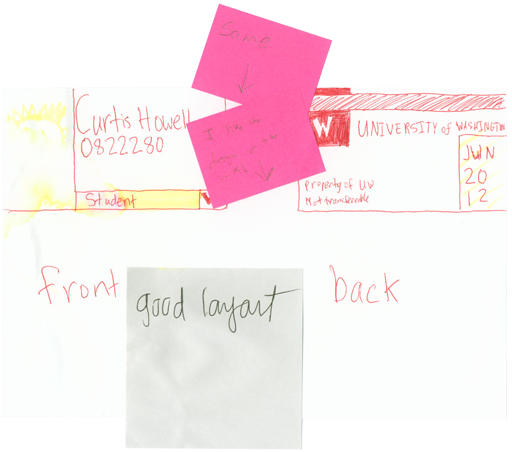 Same
I like the
Curtis Howell
0822280
Student
W
UNIVERSITY of WASHINGTON
JUN
20
12
Property of UW
Not transferable
front
back
good layout